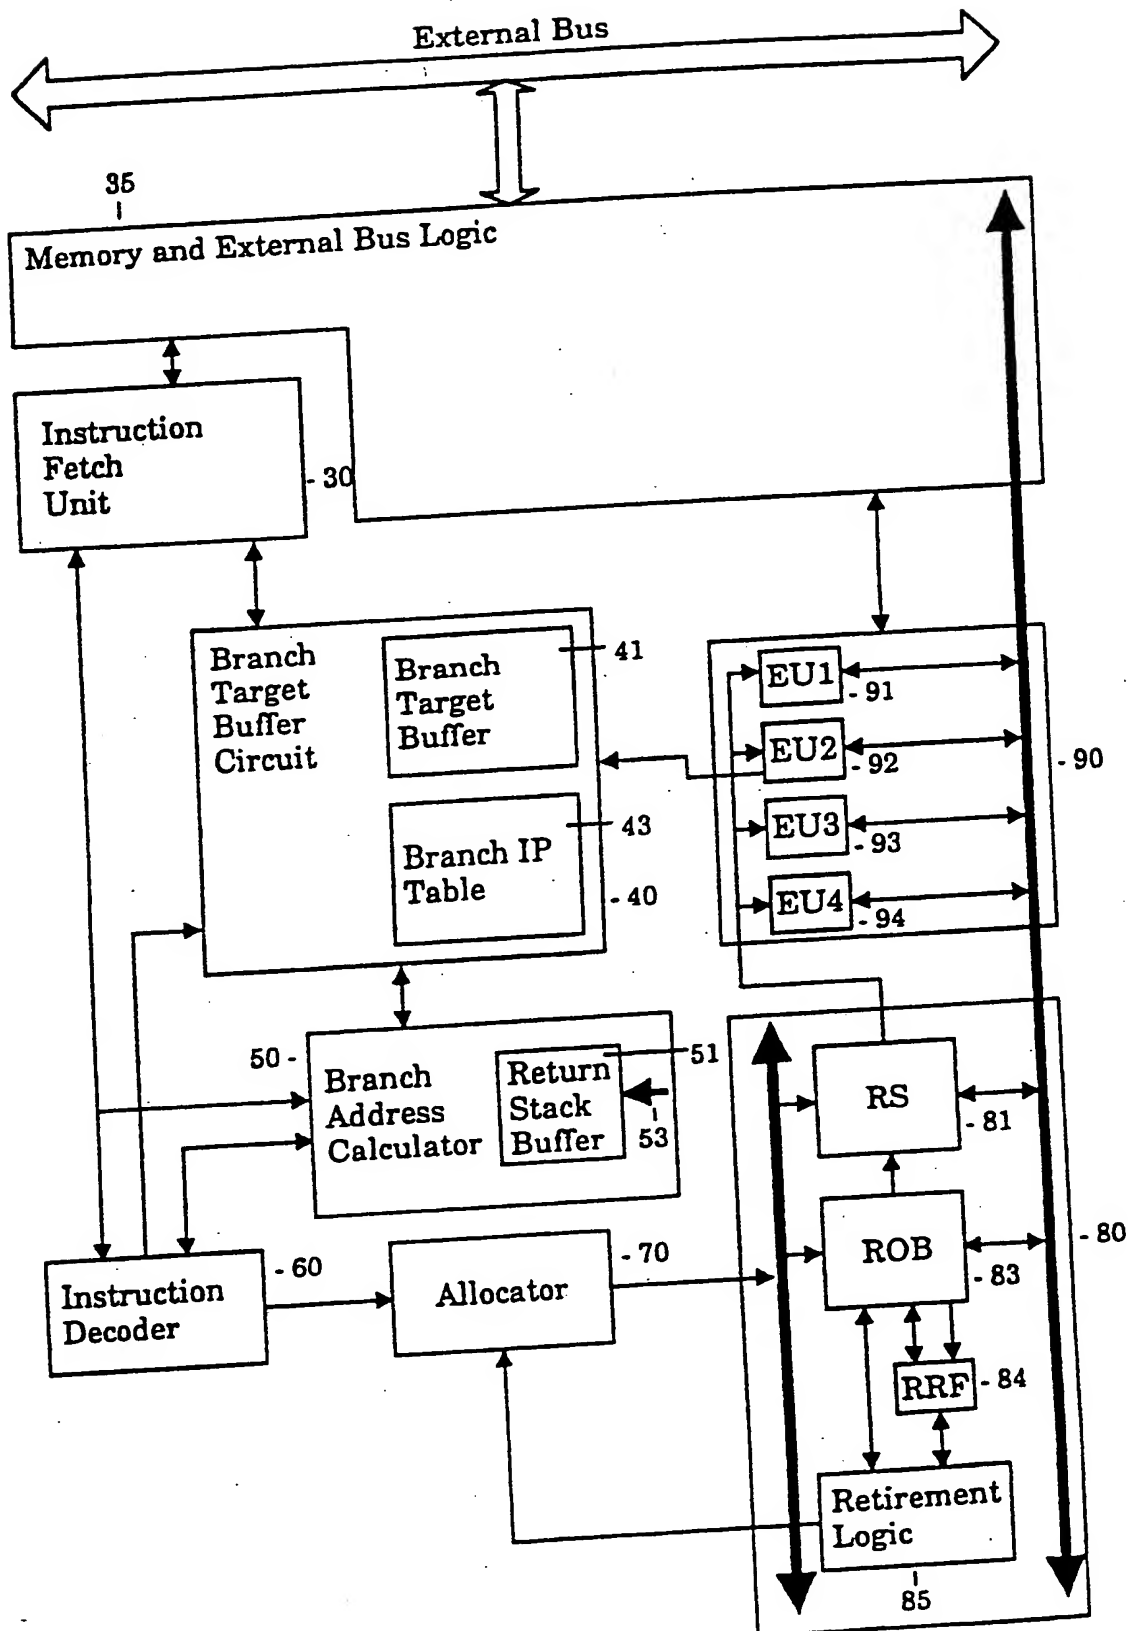 External Bus
35
Memory and External Bus Logic
Instruction
Fetch
Unit
- 30
Branch
Target
Buffer
Circuit
Branch
Target
Buffer
41
Branch IP
Table
43
- 40
EU1
- 91
EU2
- 92
EU3
- 93
EU4
- 94
- 90
50 -
Branch
Address
Calculator
Return
Stack
Buffer
51
53
RS
- 81
ROB
- 83
- 80
RRF
- 84
Retirement
Logic
85
Instruction
Decoder
- 60
Allocator
- 70